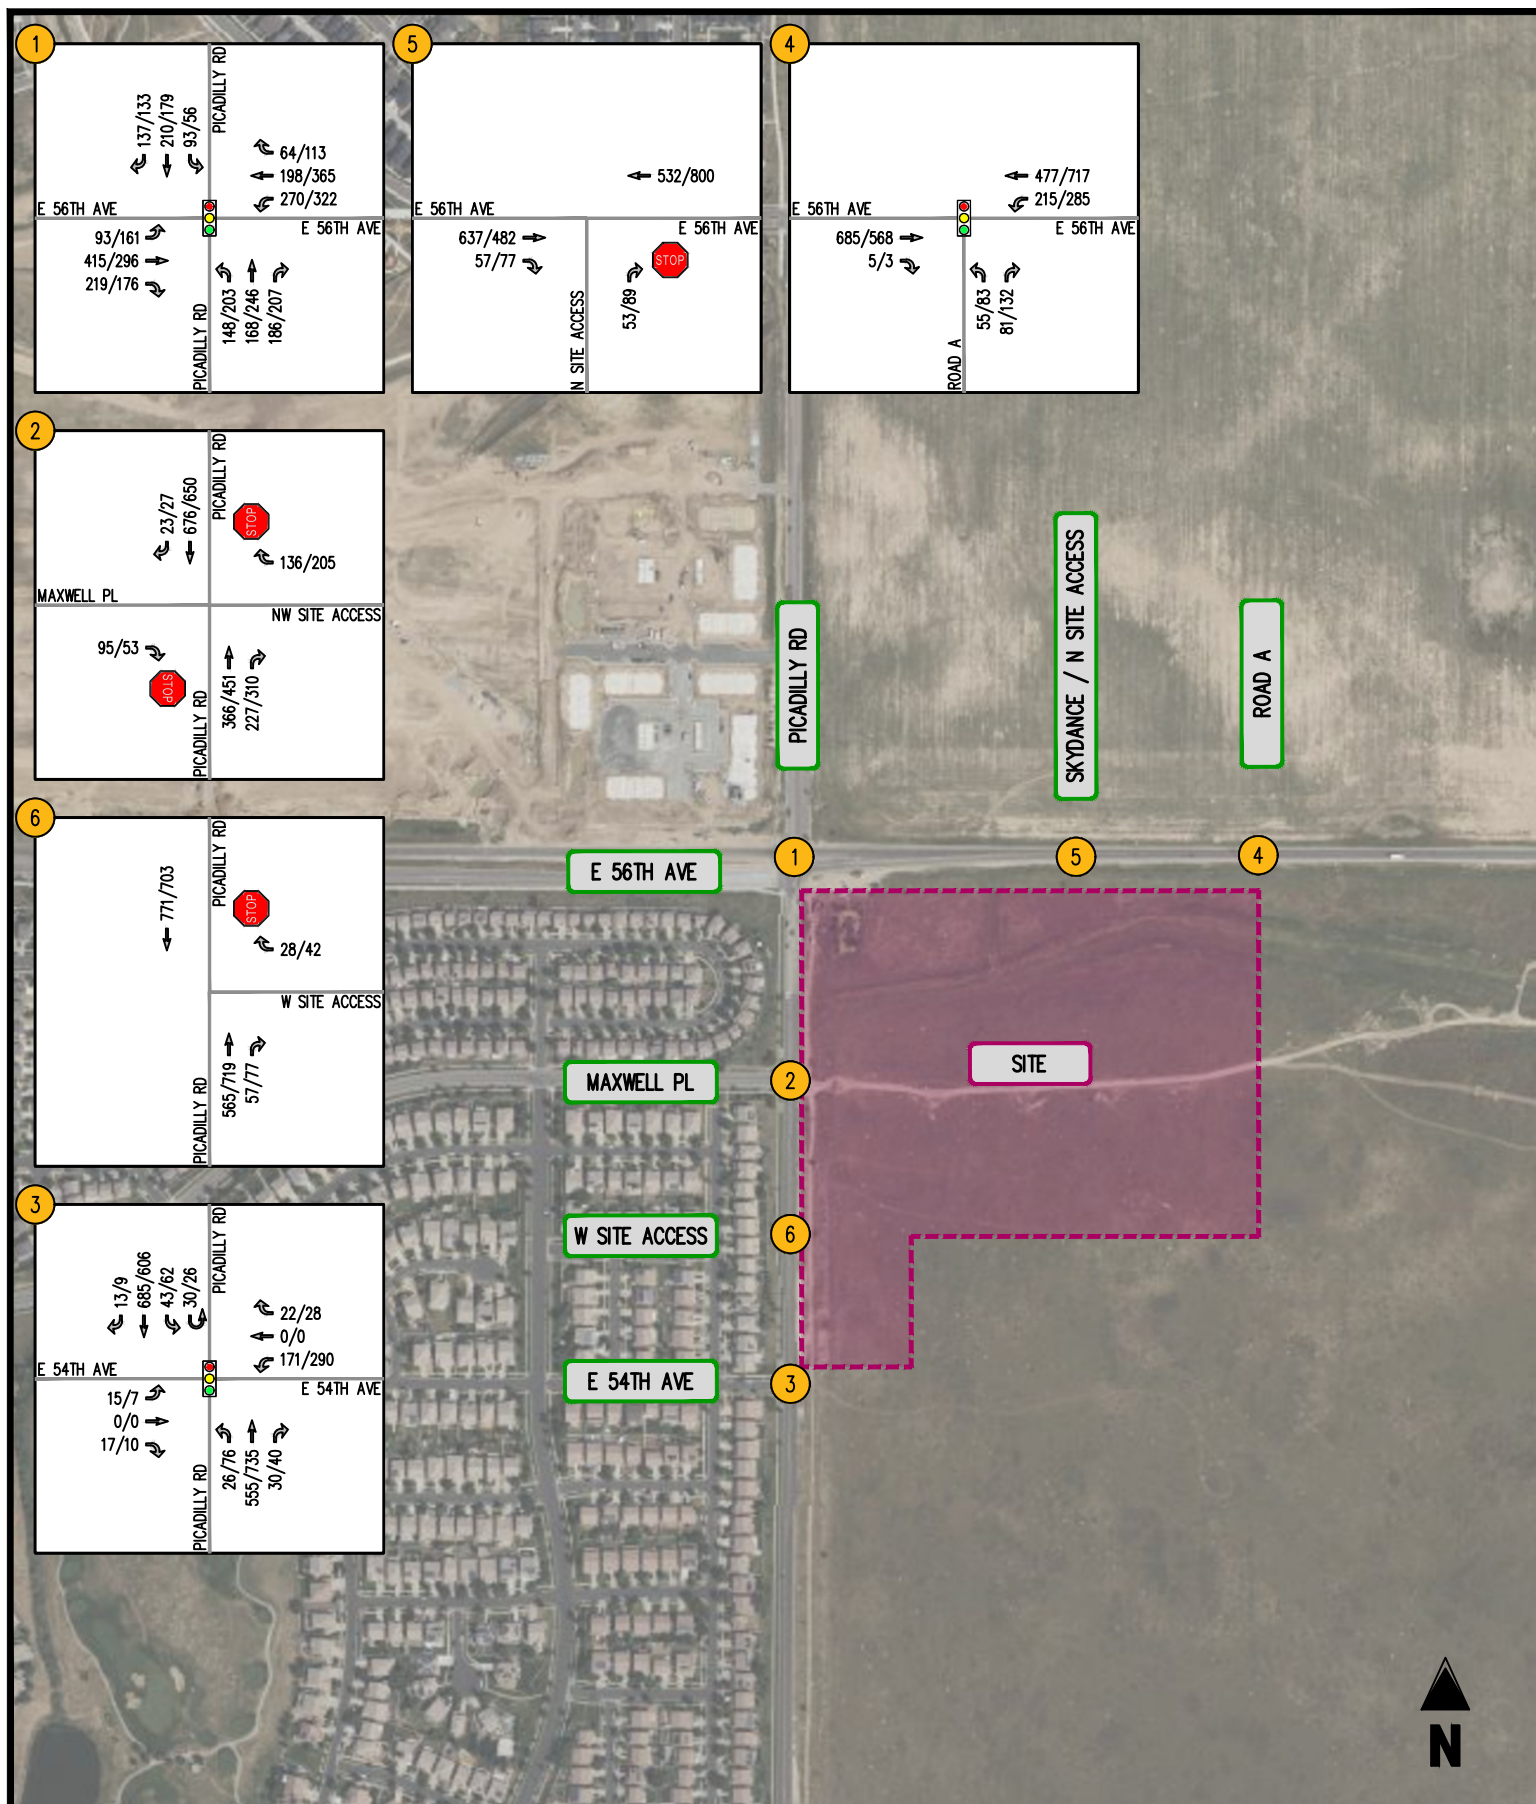 1
PICADILLY RD
137/133
210/179
93/56
64/113
198/365
270/322
E 56TH AVE
E 56TH AVE
93/161
415/296
219/176
148/203
168/246
186/207
PICADILLY RD
5
532/800
E 56TH AVE
E 56TH AVE
637/482
57/77
53/89
STOP
N SITE ACCESS
4
477/717
215/285
E 56TH AVE
E 56TH AVE
685/568
5/3
55/83
81/132
ROAD A
2
PICADILLY RD
23/27
676/650
STOP
136/205
MAXWELL PL
NW SITE ACCESS
95/53
STOP
366/451
227/310
PICADILLY RD
6
PICADILLY RD
771/703
STOP
28/42
W SITE ACCESS
565/719
57/77
PICADILLY RD
3
PICADILLY RD
13/9
685/606
43/62
30/26
22/28
0/0
171/290
E 54TH AVE
E 54TH AVE
15/7
0/0
17/10
26/76
555/735
30/40
PICADILLY RD
PICADILLY RD
SKYDANCE / N SITE ACCESS
ROAD A
E 56TH AVE
1
5
4
MAXWELL PL
2
SITE
W SITE ACCESS
6
E 54TH AVE
3
N